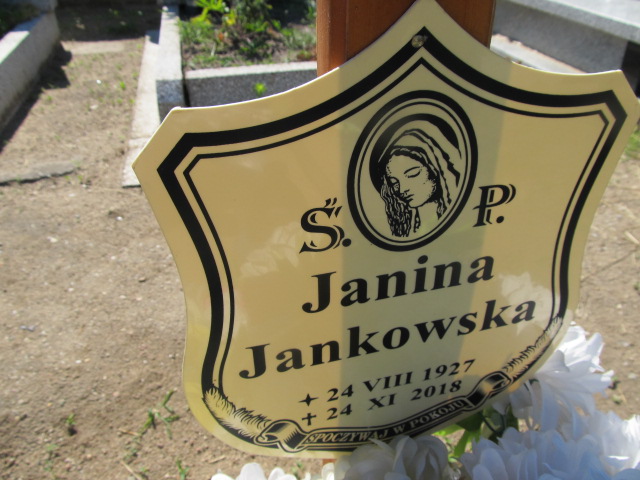 Ś. P.
Janina
Jankowska
✦ 24 VIII 1927
✝ 24 XI 2018
SPOCZYWAJ W POKOJU